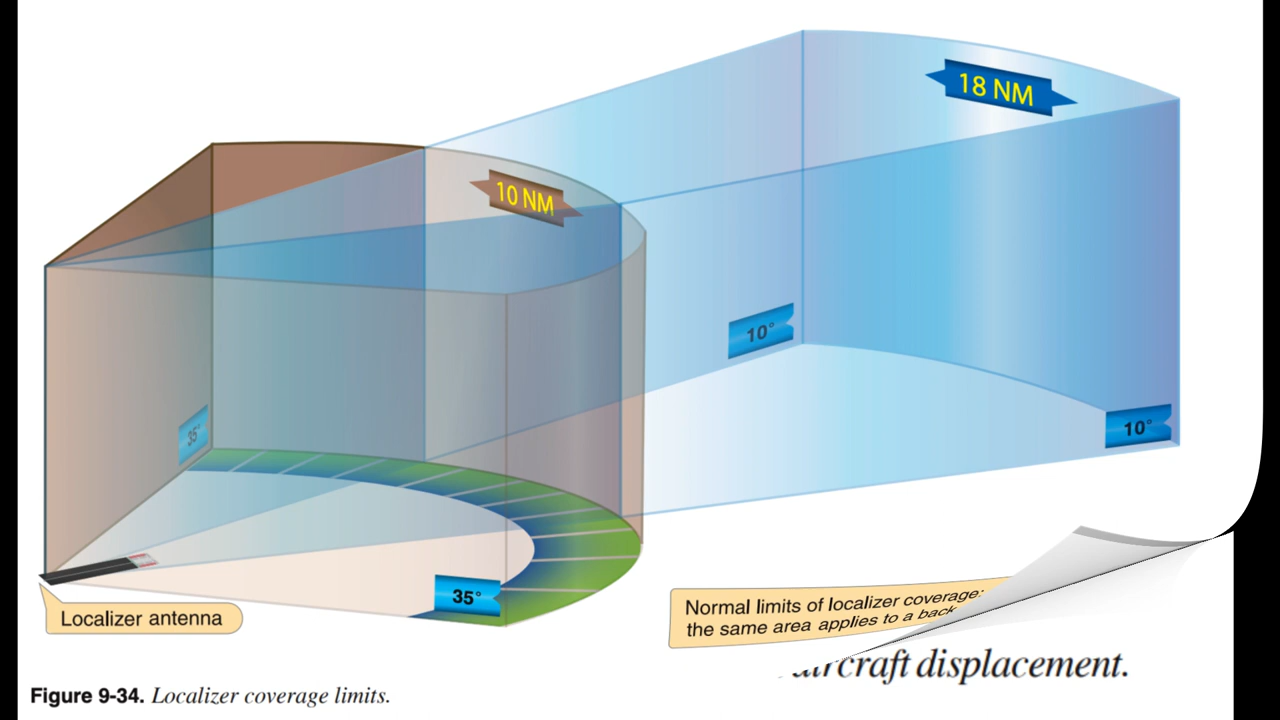 18 NM
10 NM
10°
35°
10°
35°
Localizer antenna
Normal limits of localizer coverage:
the same area applies to a back
aircraft displacement.
Figure 9-34. Localizer coverage limits.